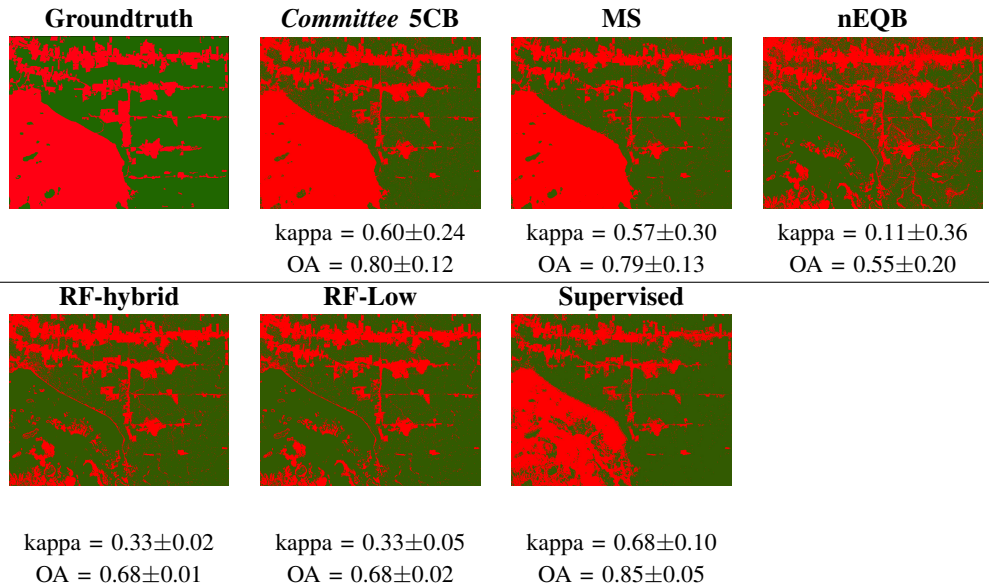 Groundtruth Committee 5CB MS nEQB
kappa = 0.60±0.24 kappa = 0.57±0.30 kappa = 0.11±0.36
OA = 0.80±0.12 OA = 0.79±0.13 OA = 0.55±0.20
RF-hybrid RF-Low Supervised
kappa = 0.33±0.02 kappa = 0.33±0.05 kappa = 0.68±0.10
OA = 0.68±0.01 OA = 0.68±0.02 OA = 0.85±0.05